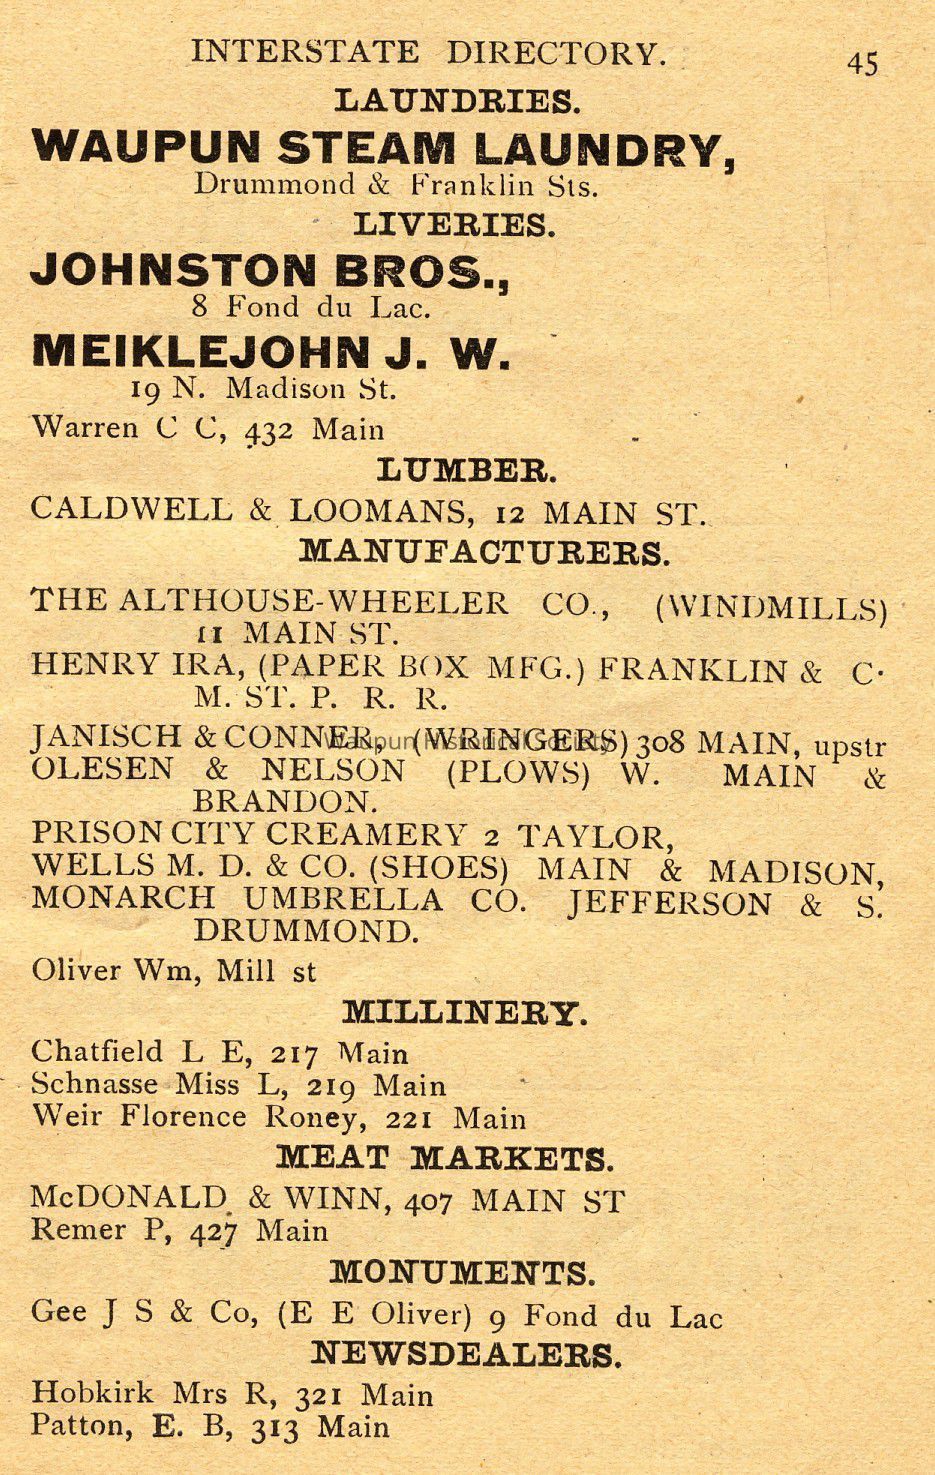 INTERSTATE DIRECTORY. 45
LAUNDRIES.
WAUPUN STEAM LAUNDRY,
Drummond & Franklin Sts.
LIVERIES.
JOHNSTON BROS.,
8 Fond du Lac.
MEIKLEJOHN J. W.
19 N. Madison St.
Warren C C, 432 Main
LUMBER.
CALDWELL & LOOMANS, 12 MAIN ST.
MANUFACTURERS.
THE ALTHOUSE-WHEELER CO., (WINDMILLS)
11 MAIN ST.
HENRY IRA, (PAPER BOX MFG.) FRANKLIN & C.
M. ST. P. R. R.
JANISCH & CONNER, (WRINGERS) 308 MAIN, upstr
Waupun Historical Society
OLESEN & NELSON (PLOWS) W. MAIN &
BRANDON.
PRISON CITY CREAMERY 2 TAYLOR,
WELLS M. D. & CO. (SHOES) MAIN & MADISON,
MONARCH UMBRELLA CO. JEFFERSON & S.
DRUMMOND.
Oliver Wm, Mill st
MILLINERY.
Chatfield L E, 217 Main
Schnasse Miss L, 219 Main
Weir Florence Roney, 221 Main
MEAT MARKETS.
McDONALD & WINN, 407 MAIN ST
Remer P, 427 Main
MONUMENTS.
Gee J S & Co, (E E Oliver) 9 Fond du Lac
NEWSDEALERS.
Hobkirk Mrs R, 321 Main
Patton, E. B, 313 Main